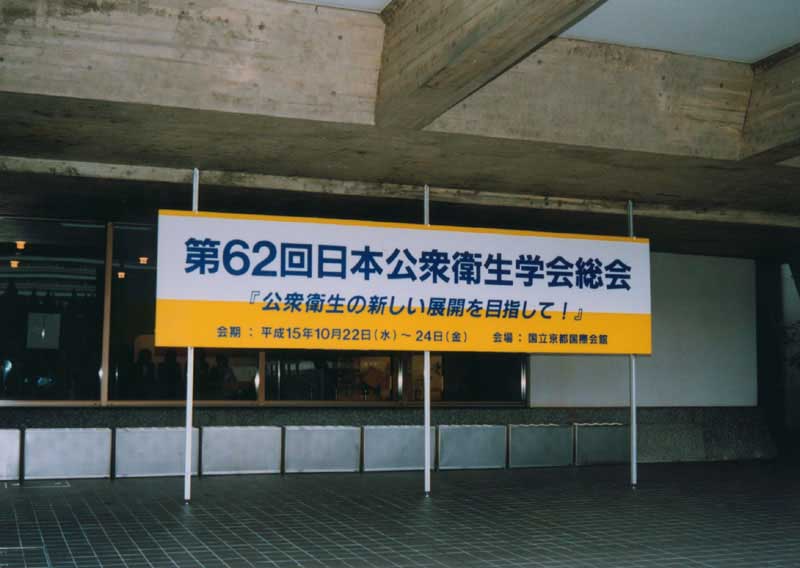 第62回日本公衆衛生学会総会
『公衆衛生の新しい展開を目指して！』
会期：平成15年10月22日（水）～24日（金）　会場：国立京都国際会館